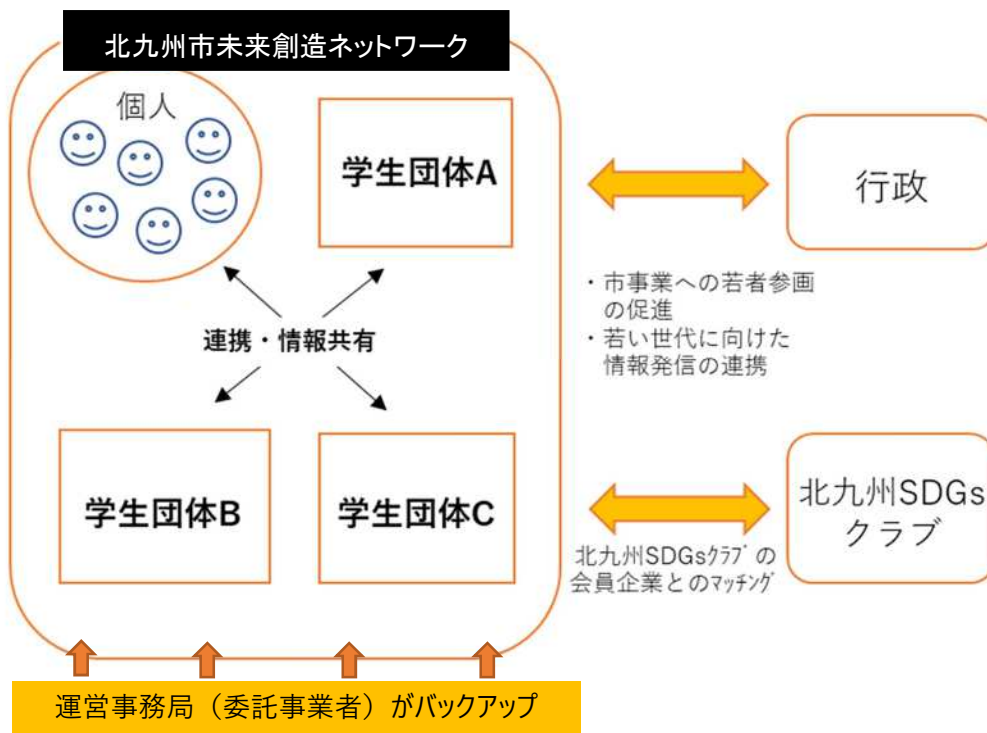 北九州市未来創造ネットワーク
個人
学生団体A
行政
・市事業への若者参画
の促進
・若い世代に向けた
情報発信の連携
連携・情報共有
学生団体B
学生団体C
北九州SDGs
クラブ
北九州SDGsｸﾗﾌﾞの
会員企業とのﾏｯﾁﾝｸﾞ
運営事務局（委託事業者）がバックアップ